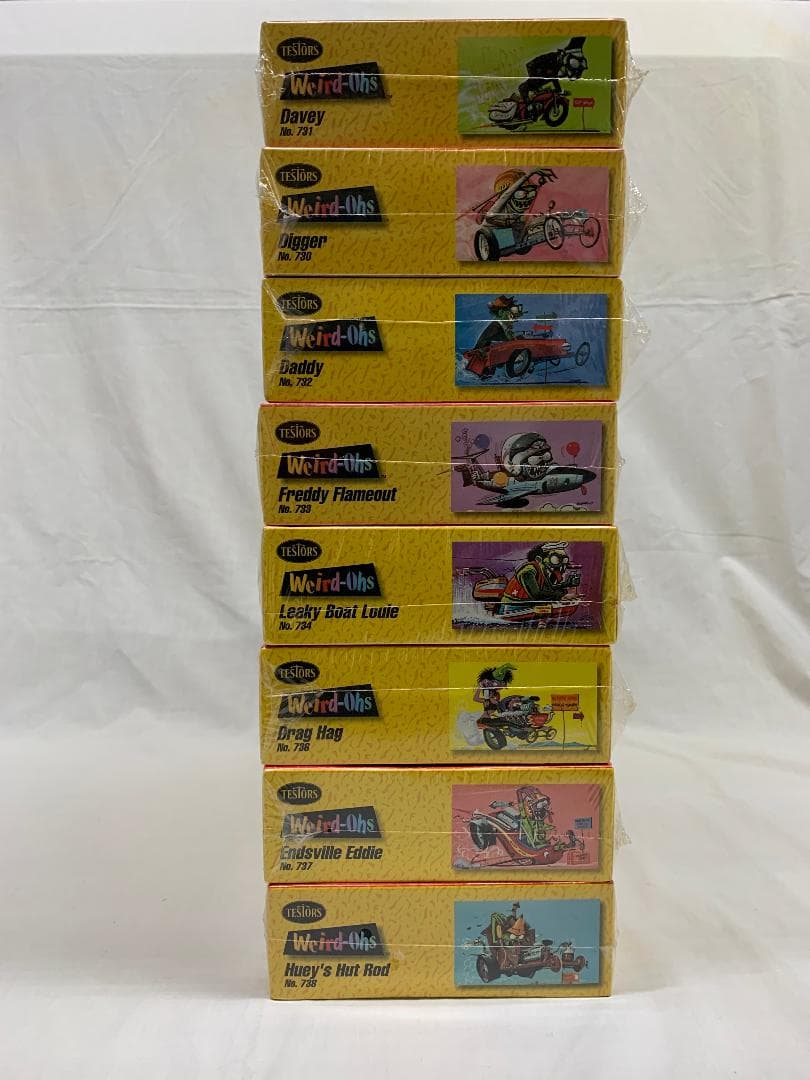 TESTORS
Weird-Ohs
Davey
No. 731
TESTORS
Weird-Ohs
Digger
No. 730
TESTORS
Weird-Ohs
Daddy
No. 732
TESTORS
Weird-Ohs
Freddy Flameout
No. 733
TESTORS
Weird-Ohs
Leaky Boat Louie
No. 734
TESTORS
Weird-Ohs
Drag Hag
No. 736
TESTORS
Weird-Ohs
Endsville Eddie
No. 737
TESTORS
Weird-Ohs
Huey's Hut Rod
No. 738